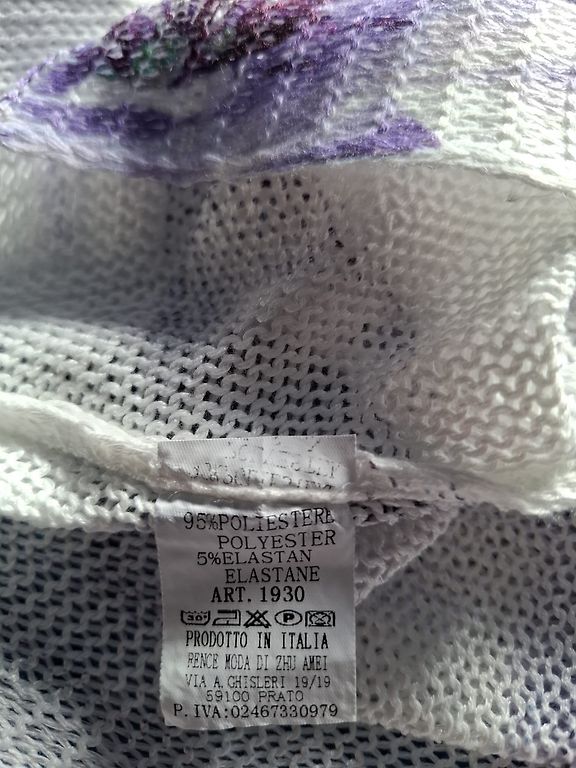 95%POLIESTERE
POLYESTER
5%ELASTAN
ELASTANE
ART. 1930
30° P
PRODOTTO IN ITALIA
RENCE MODA DI ZHU AMEI
VIA A.GHISLERI 19/19
59100 PRATO
P.IVA:02467330979